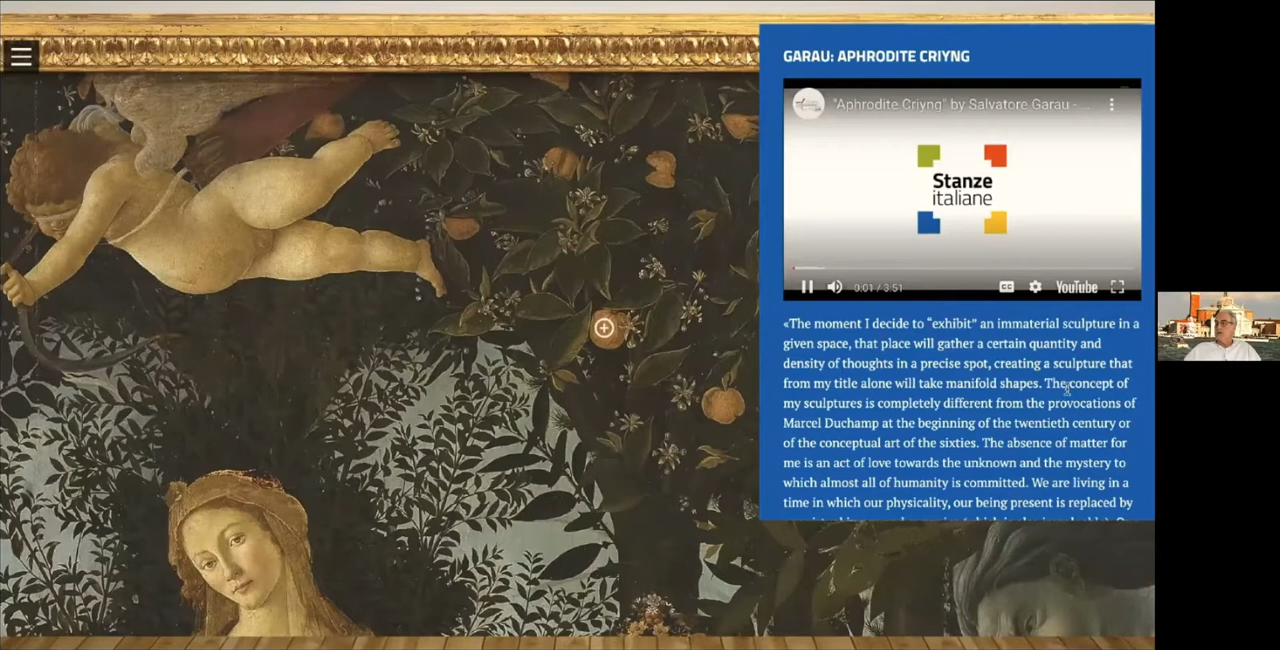 GARAU: APHRODITE CRIYNG
"Aphrodite Criyng" by Salvatore Garau - ...
Stanze
italiane
0:01 / 3:51
CC
YouTube
«The moment I decide to “exhibit” an immaterial sculpture in a
given space, that place will gather a certain quantity and
density of thoughts in a precise spot, creating a sculpture that
from my title alone will take manifold shapes. The concept of
my sculptures is completely different from the provocations of
Marcel Duchamp at the beginning of the twentieth century or
of the conceptual art of the sixties. The absence of matter for
me is an act of love towards the unknown and the mystery to
which almost all of humanity is committed. We are living in a
time in which our physicality, our being present is replaced by